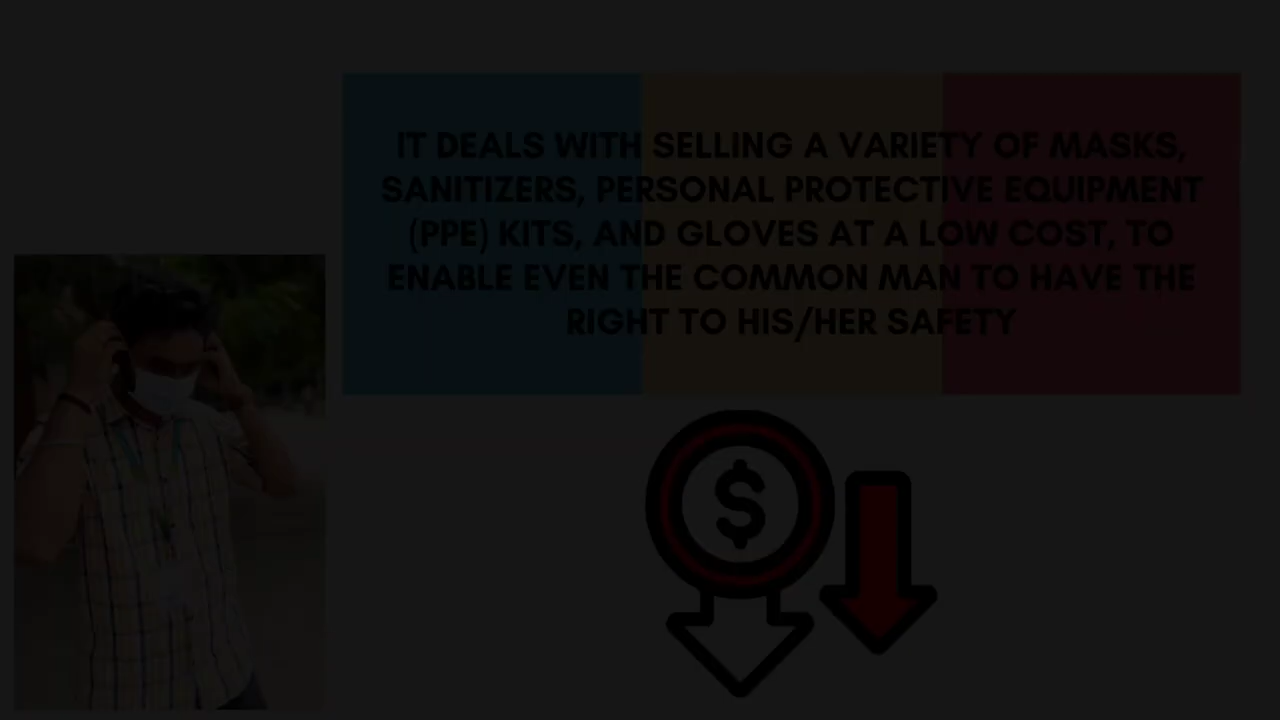 IT DEALS WITH SELLING A VARIETY OF MASKS,
SANITIZERS, PERSONAL PROTECTIVE EQUIPMENT
(PPE) KITS, AND GLOVES AT A LOW COST, TO
ENABLE EVEN THE COMMON MAN TO HAVE THE
RIGHT TO HIS/HER SAFETY
$